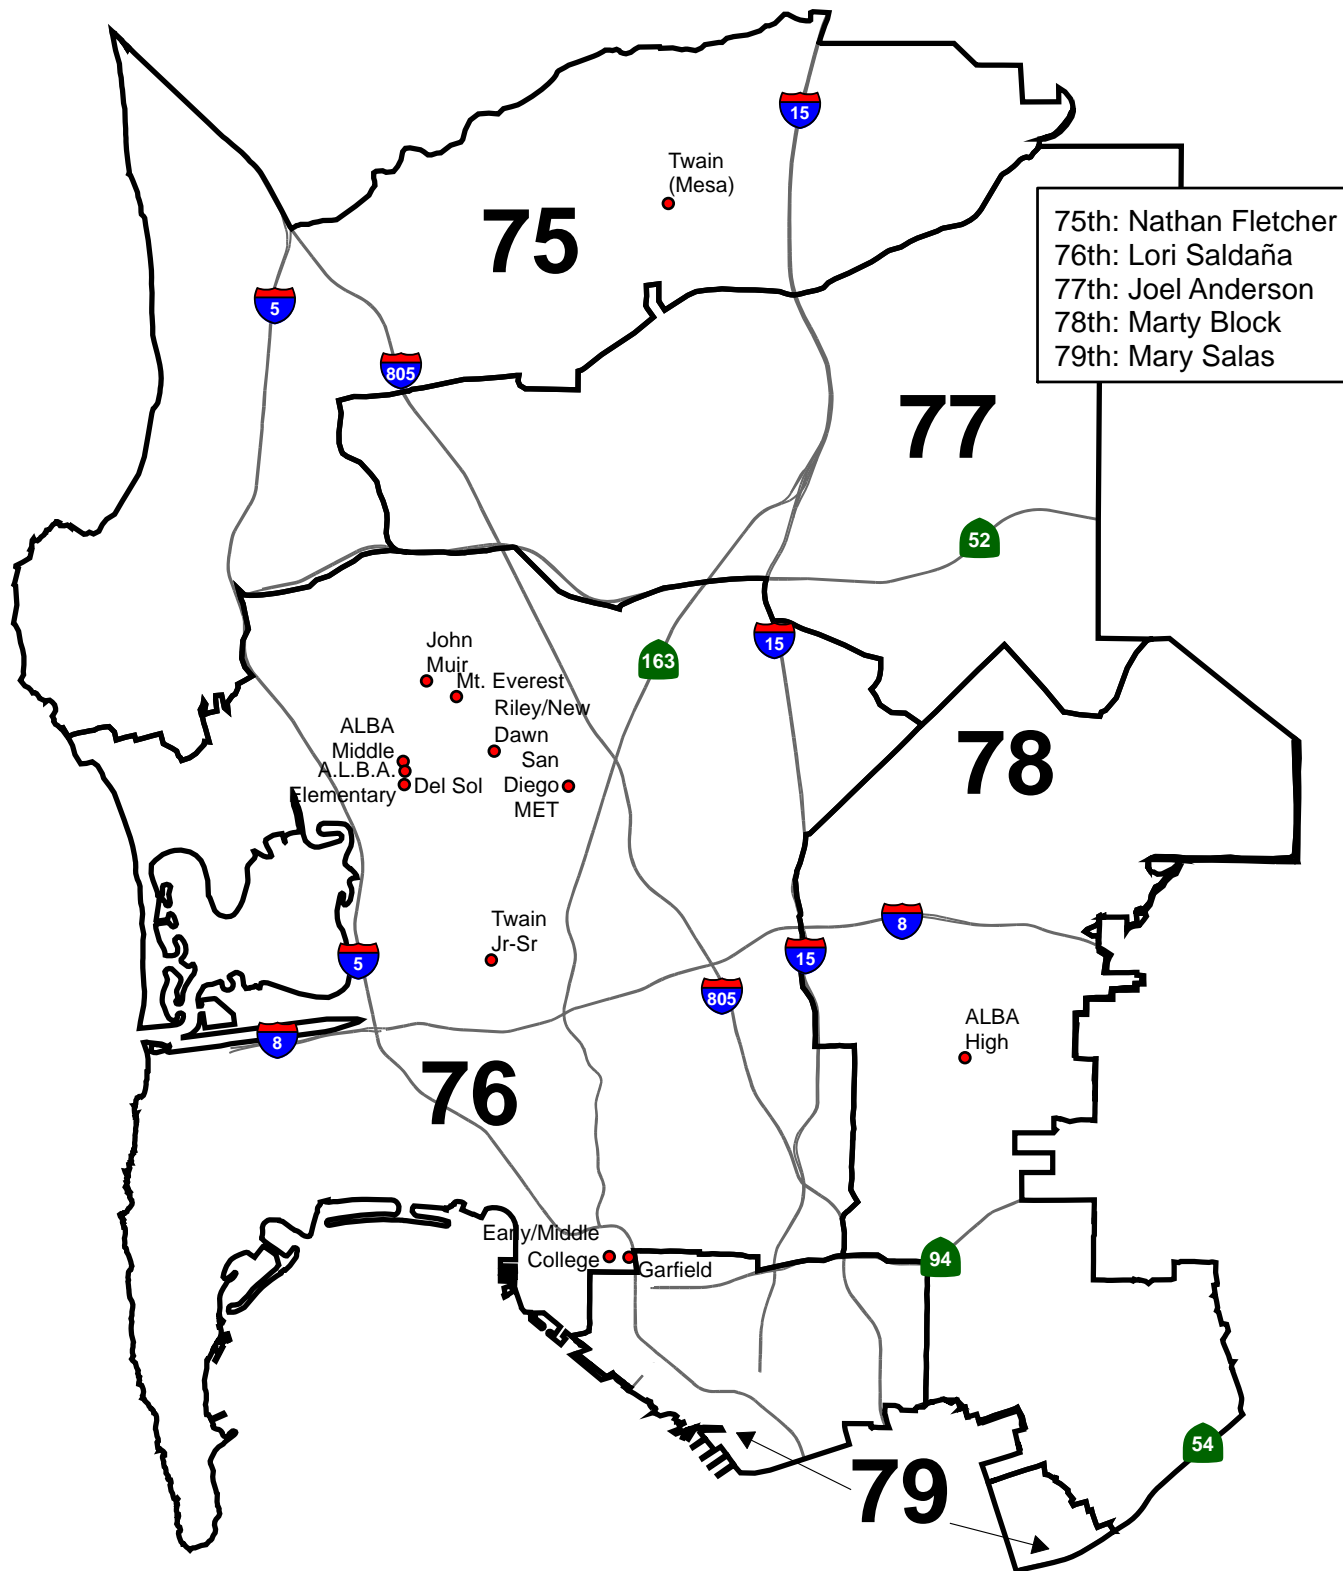 15
Twain
(Mesa)
75
75th: Nathan Fletcher
76th: Lori Saldaña
77th: Joel Anderson
78th: Marty Block
79th: Mary Salas
5
805
77
52
John
Muir
Mt. Everest
163
15
Riley/New
Dawn
ALBA
Middle
A.L.B.A.
Elementary
Del Sol
San
Diego
MET
78
Twain
Jr-Sr
8
5
15
805
8
ALBA
High
76
Early/Middle
College
Garfield
94
79
54